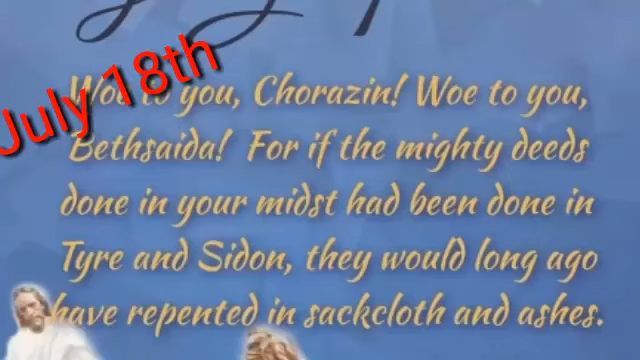 July 18th
Woe to you, Chorazin! Woe to you,
Bethsaida! For if the mighty deeds
done in your midst had been done in
Tyre and Sidon, they would long ago
have repented in sackcloth and ashes.